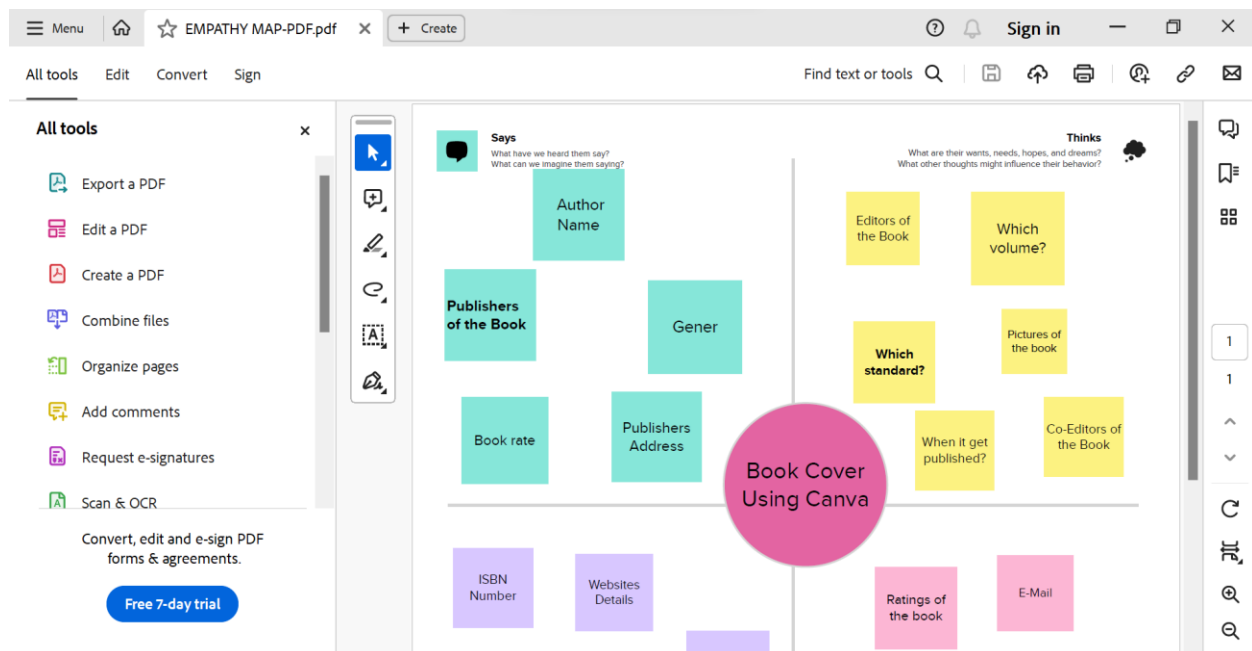 Menu
EMPATHY MAP-PDF.pdf
Create
Sign in
All tools
Edit
Convert
Sign
Find text or tools
All tools
Export a PDF
Edit a PDF
Create a PDF
Combine files
Organize pages
Add comments
Request e-signatures
Scan & OCR
Convert, edit and e-sign PDF
forms & agreements.
Free 7-day trial
Says
What have we heard them say?
What can we imagine them saying?
Author
Name
Publishers
of the Book
Gener
Book rate
Publishers
Address
Thinks
What are their wants, needs, hopes, and dreams?
What other thoughts might influence their behavior?
Editors of
the Book
Which
volume?
Which
standard?
Pictures of
the book
When it get
published?
Co-Editors of
the Book
Book Cover
Using Canva
ISBN
Number
Websites
Details
Ratings of
the book
E-Mail
1
1